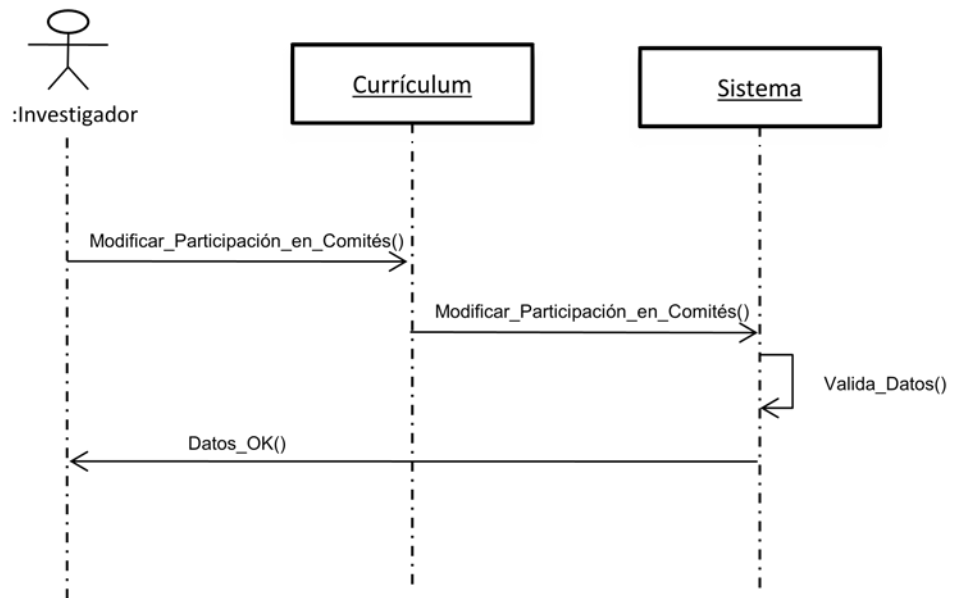 :Investigador
Currículum
Sistema
Modificar_Participación_en_Comités()
Modificar_Participación_en_Comités()
Valida_Datos()
Datos_OK()